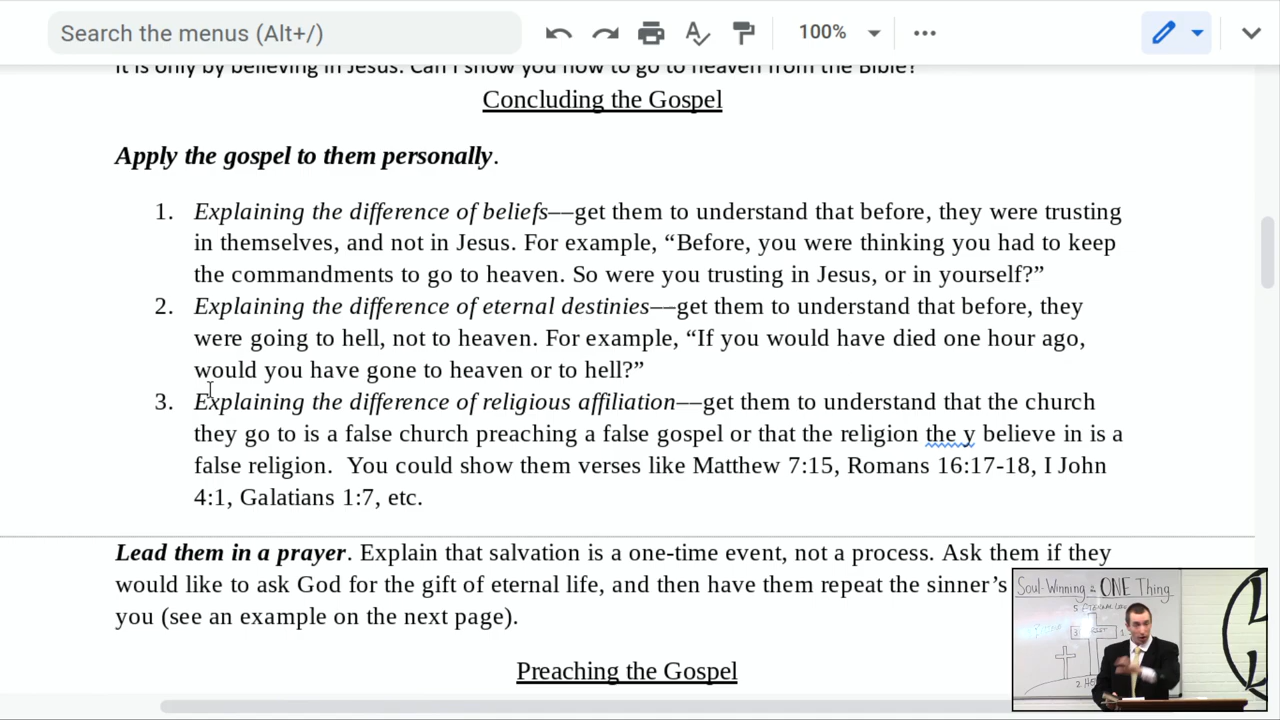 Search the menus (Alt+/)
100%
it is only by believing in Jesus. Can I show you how to go to heaven from the Bible?
Concluding the Gospel
Apply the gospel to them personally.
1. Explaining the difference of beliefs—get them to understand that before, they were trusting
in themselves, and not in Jesus. For example, “Before, you were thinking you had to keep
the commandments to go to heaven. So were you trusting in Jesus, or in yourself?”
2. Explaining the difference of eternal destinies—get them to understand that before, they
were going to hell, not to heaven. For example, “If you would have died one hour ago,
would you have gone to heaven or to hell?”
3. Explaining the difference of religious affiliation—get them to understand that the church
they go to is a false church preaching a false gospel or that the religion the y believe in is a
false religion. You could show them verses like Matthew 7:15, Romans 16:17-18, I John
4:1, Galatians 1:7, etc.
Lead them in a prayer. Explain that salvation is a one-time event, not a process. Ask them if they
would like to ask God for the gift of eternal life, and then have them repeat the sinner’s
you (see an example on the next page).
Soul-Winning ONE Thing
Preaching the Gospel